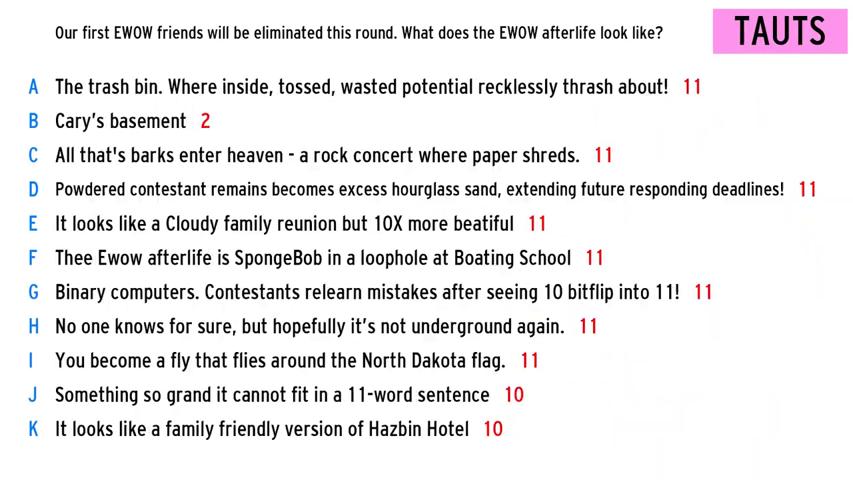 Our first EWOW friends will be eliminated this round. What does the EWOW afterlife look like?
TAUTS
A The trash bin. Where inside, tossed, wasted potential recklessly thrash about! 11
B Cary's basement 2
C All that's barks enter heaven - a rock concert where paper shreds. 11
D Powdered contestant remains becomes excess hourglass sand, extending future responding deadlines! 11
E It looks like a Cloudy family reunion but 10X more beatiful 11
F Thee Ewow afterlife is SpongeBob in a loophole at Boating School 11
G Binary computers. Contestants relearn mistakes after seeing 10 bitflip into 11! 11
H No one knows for sure, but hopefully it's not underground again. 11
I You become a fly that flies around the North Dakota flag. 11
J Something so grand it cannot fit in a 11-word sentence 10
K It looks like a family friendly version of Hazbin Hotel 10